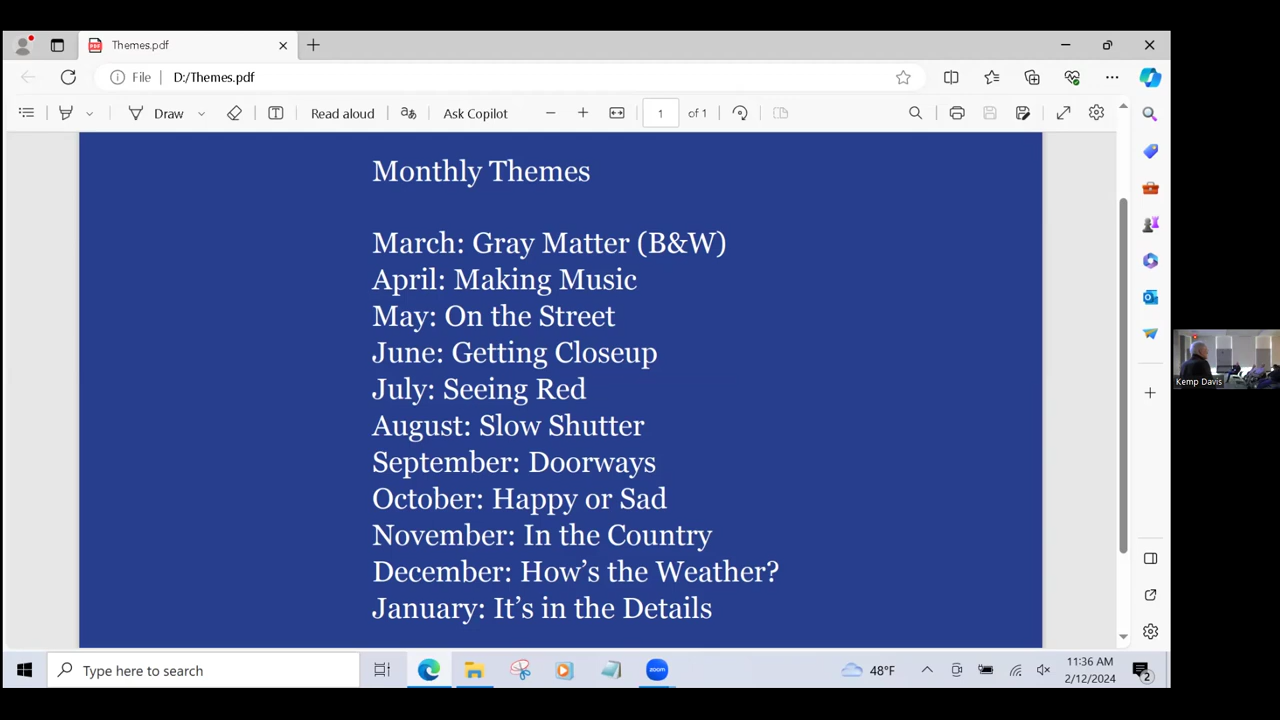 Themes.pdf
File D:/Themes.pdf
Draw Read aloud Ask Copilot 1 of 1
Monthly Themes
March: Gray Matter (B&W)
April: Making Music
May: On the Street
June: Getting Closeup
July: Seeing Red
August: Slow Shutter
September: Doorways
October: Happy or Sad
November: In the Country
December: How’s the Weather?
January: It’s in the Details
Kemp Davis
Type here to search
zoom
48°F
11:36 AM
2/12/2024
2